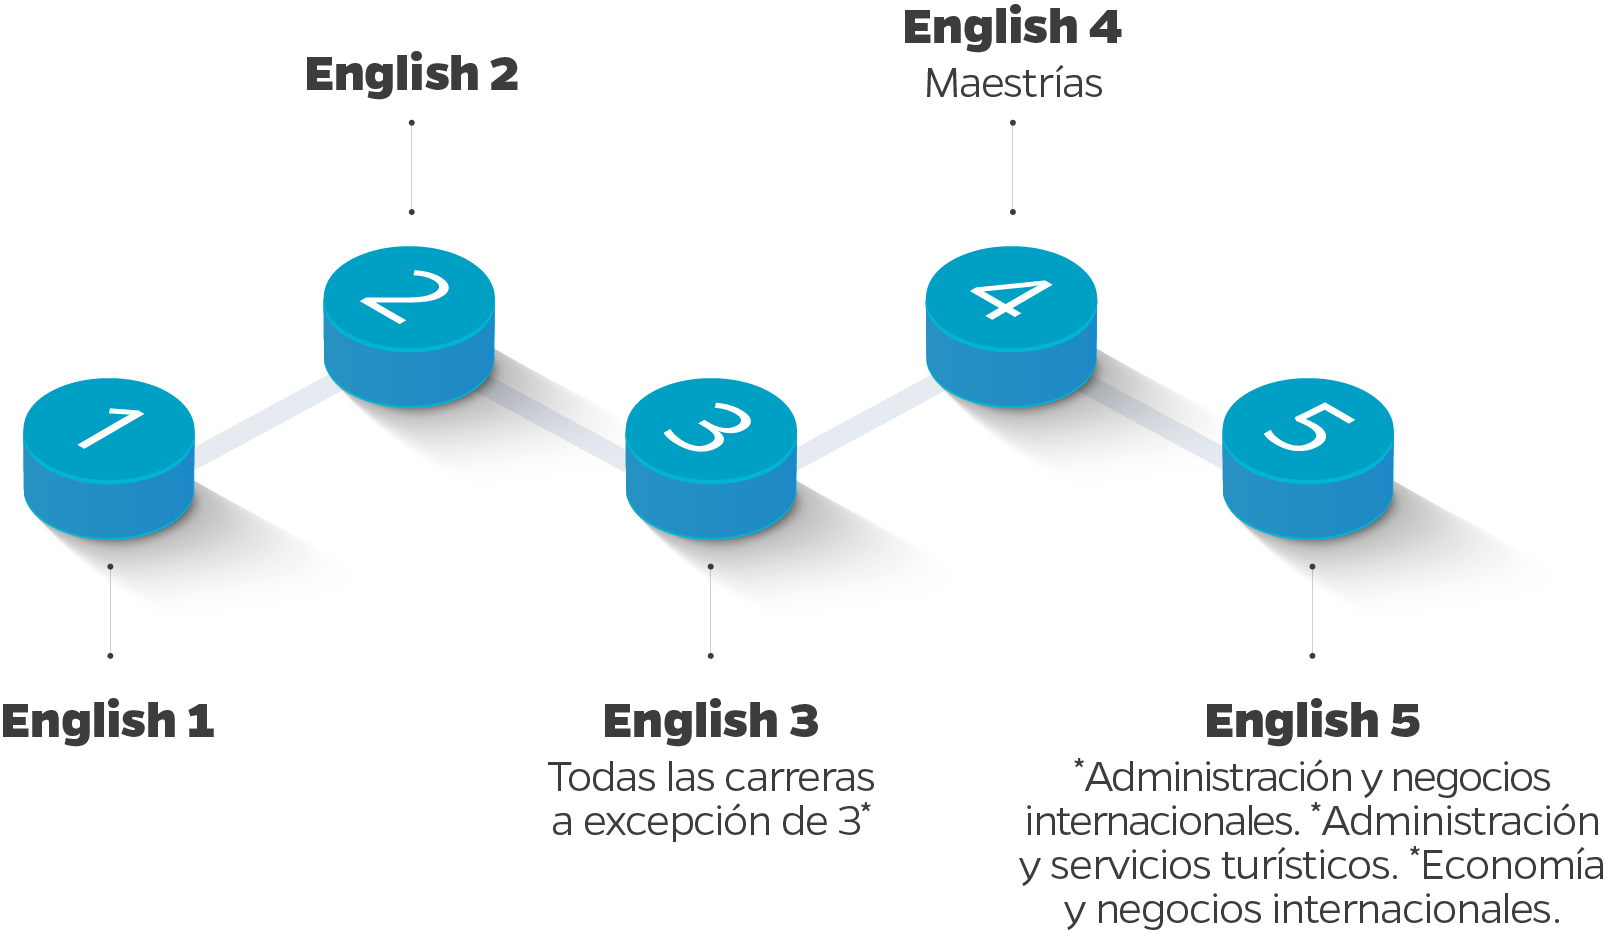 English 1
1
English 2
2
English 3
Todas las carreras
a excepción de 3*
3
English 4
Maestrías
4
English 5
*Administración y negocios
internacionales. *Administración
y servicios turísticos. *Economía
y negocios internacionales.
5